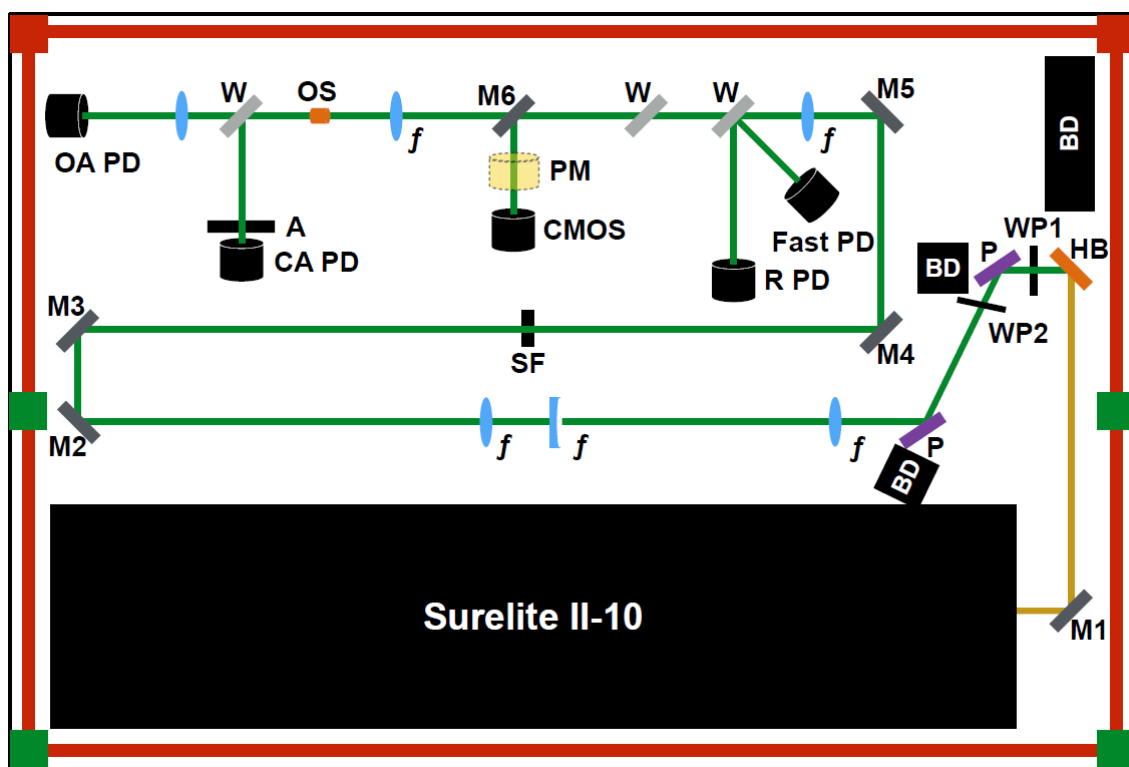 W
OS
M6
W
W
M5
OA PD
f
f
BD
PM
A
CA PD
CMOS
Fast PD
R PD
WP1
P
HB
BD
M3
WP2
SF
M4
M2
f
f
f
P
BD
Surelite II-10
M1